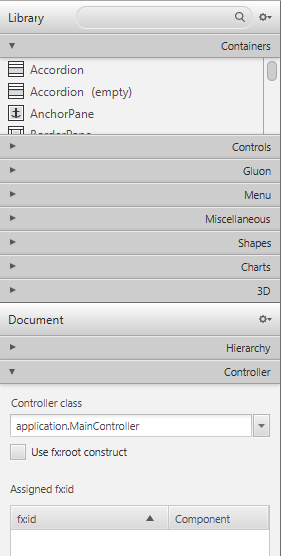 Library
Containers
Accordion
Accordion (empty)
AnchorPane
BorderPane
Controls
Gluon
Menu
Miscellaneous
Shapes
Charts
3D
Document
Hierarchy
Controller
Controller class
application.MainController
Use fx:root construct
Assigned fx:id
fx:id Component